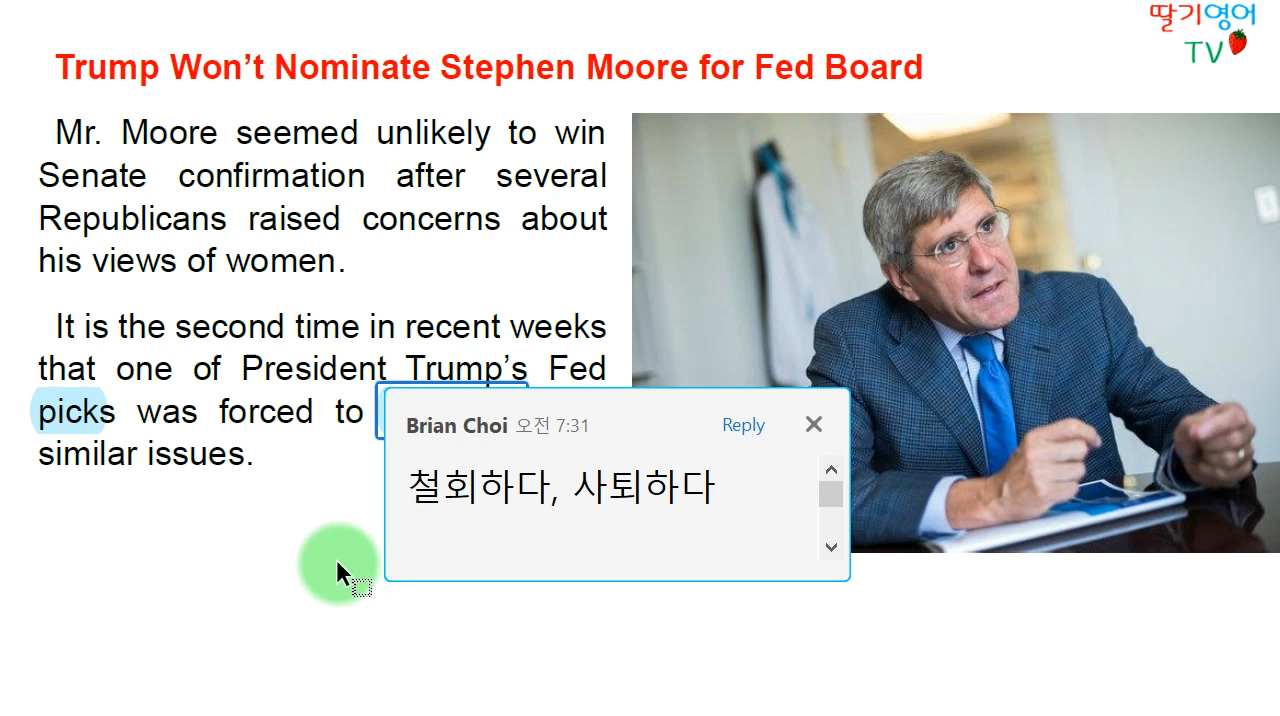 딸기영어
TV
Trump Won’t Nominate Stephen Moore for Fed Board
Mr. Moore seemed unlikely to win
Senate confirmation after several
Republicans raised concerns about
his views of women.
It is the second time in recent weeks
that one of President Trump’s Fed
picks was forced to
similar issues.
Brian Choi 오전 7:31
Reply
철회하다, 사퇴하다